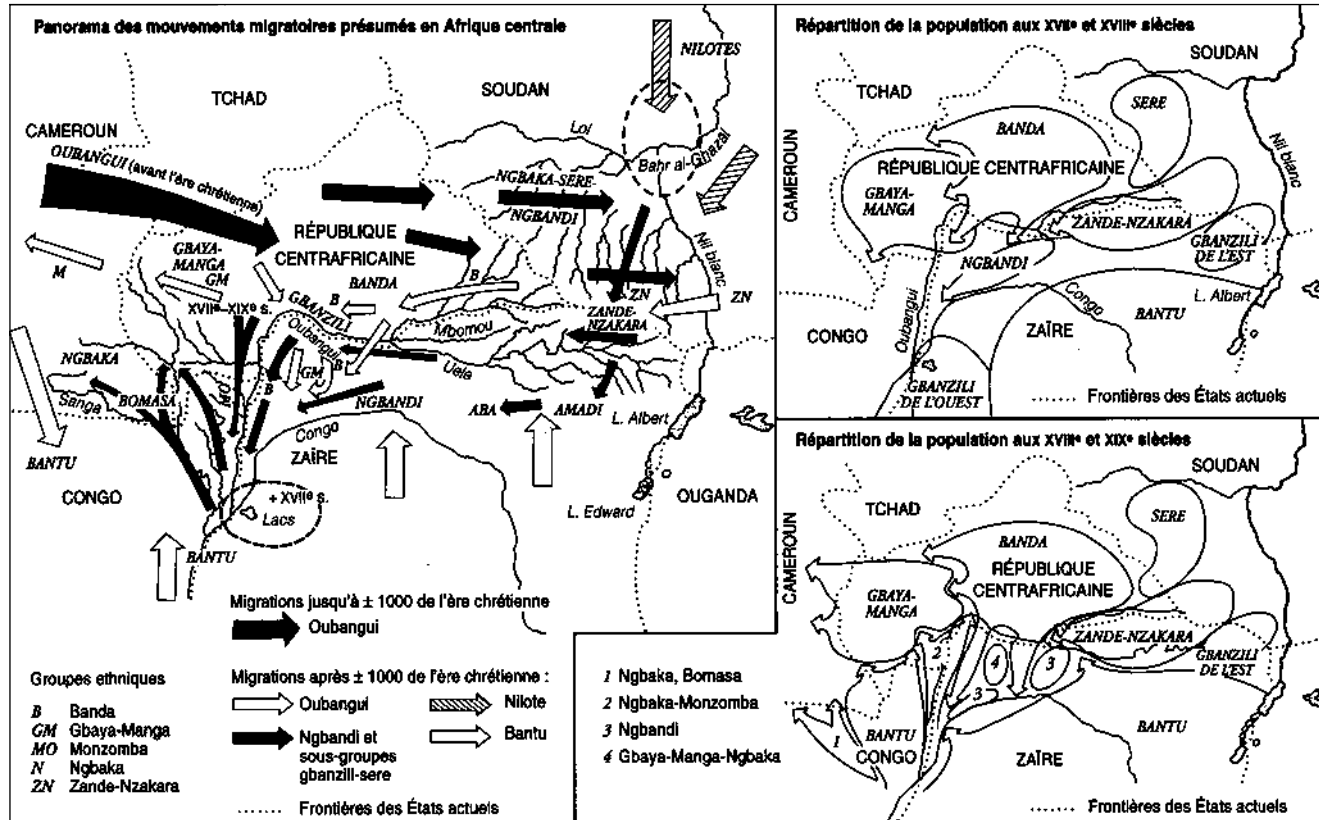 Panorama des mouvements migratoires présumés en Afrique centrale
NILOTES
TCHAD
SOUDAN
CAMEROUN
Lol
Bahr al-Ghazal
OUBANGUI (avant l'ère chrétienne)
NGBAKA-SERE-
NGBANDI
RÉPUBLIQUE
CENTRAFRICAINE
Nil blanc
GBAYA-
MANGA
GM
M
B
BANDA
ZN
ZN
XVIIe-XIXe s.
GBANZILI
B
ZANDE-
NZAKARA
Mbomou
Oubangui
B
Uele
NGBAKA
GM
B
BOMASA
MO
Sanga
NGBANDI
ABA
AMADI
L. Albert
Congo
ZAÏRE
BANTU
CONGO
+ XVIIe s.
Lacs
L. Edward
OUGANDA
BANTU
Migrations jusqu'à ± 1000 de l'ère chrétienne
Oubangui
Groupes ethniques
B Banda
GM Gbaya-Manga
MO Monzomba
N Ngbaka
ZN Zande-Nzakara
Migrations après ± 1000 de l'ère chrétienne :
Oubangui
Nilote
Ngbandi et
sous-groupes
gbanzili-sere
Bantu
Frontières des États actuels
1 Ngbaka, Bomasa
2 Ngbaka-Monzomba
3 Ngbandi
4 Gbaya-Manga-Ngbaka
Répartition de la population aux XVIIe et XVIIIe siècles
SOUDAN
TCHAD
SERE
BANDA
CAMEROUN
RÉPUBLIQUE CENTRAFRICAINE
Nil blanc
GBAYA-
MANGA
ZANDE-NZAKARA
GBANZILI
DE L'EST
NGBANDI
L. Albert
Congo
BANTU
CONGO
Oubangui
ZAÏRE
GBANZILI
DE L'OUEST
Frontières des États actuels
Répartition de la population aux XVIIIe et XIXe siècles
SOUDAN
TCHAD
SERE
BANDA
CAMEROUN
RÉPUBLIQUE
CENTRAFRICAINE
GBAYA-
MANGA
ZANDE-NZAKARA
2
4
3
GBANZILI
DE L'EST
3
1
BANTU
CONGO
BANTU
ZAÏRE
Frontières des États actuels